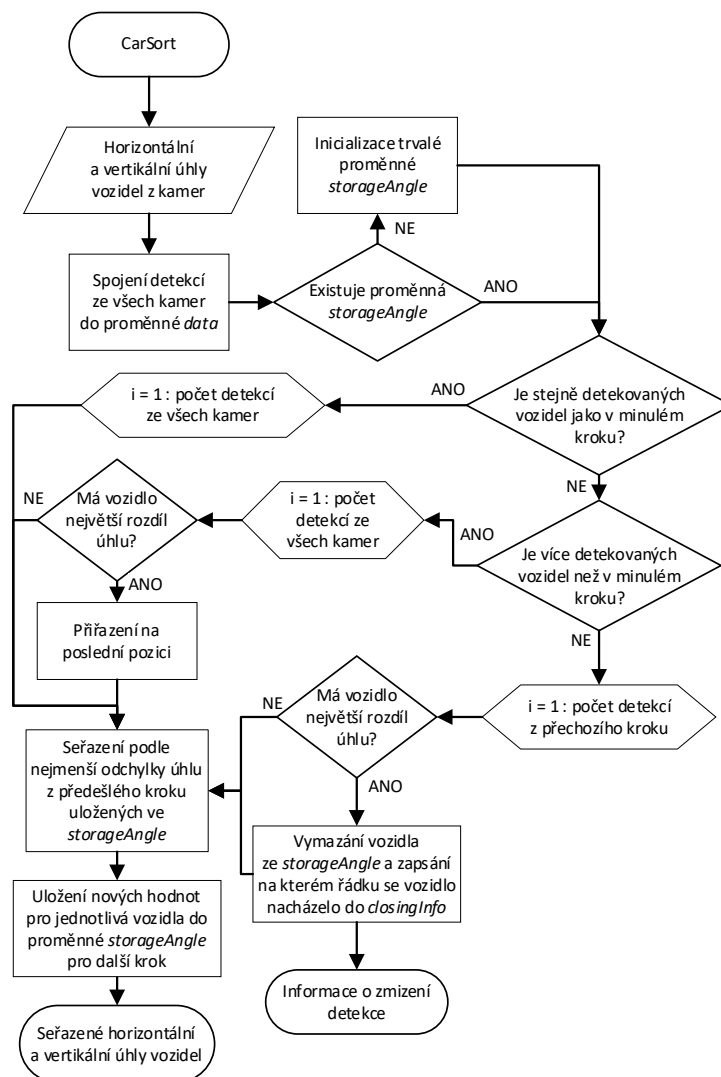 CarSort
Horizontální
a vertikální úhly
vozidel z kamer
Inicializace trvalé
proměnné
storageAngle
NE
Spojení detekcí
ze všech kamer
do proměnné data
Existuje proměnná
storageAngle
ANO
i = 1 : počet detekcí
ze všech kamer
ANO
Je stejně detekovaných
vozidel jako v minulém
kroku?
NE
NE
Má vozidlo
největší rozdíl
úhlu?
i = 1 : počet
detekcí ze
všech kamer
ANO
Je více detekovaných
vozidel než v minulém
kroku?
ANO
NE
Přiřazení na
poslední pozici
NE
Má vozidlo
největší rozdíl
úhlu?
i = 1 : počet detekcí
z přechozího kroku
Seřazení podle
nejmenší odchylky úhlu
z předešlého kroku
uložených ve
storageAngle
ANO
Vymazání vozidla
ze storageAngle a zapsání
na kterém řádku se vozidlo
nacházelo do closingInfo
Uložení nových hodnot
pro jednotlivá vozidla do
proměnné storageAngle
pro další krok
Informace o zmizení
detekce
Seřazené horizontální
a vertikální úhly vozidel